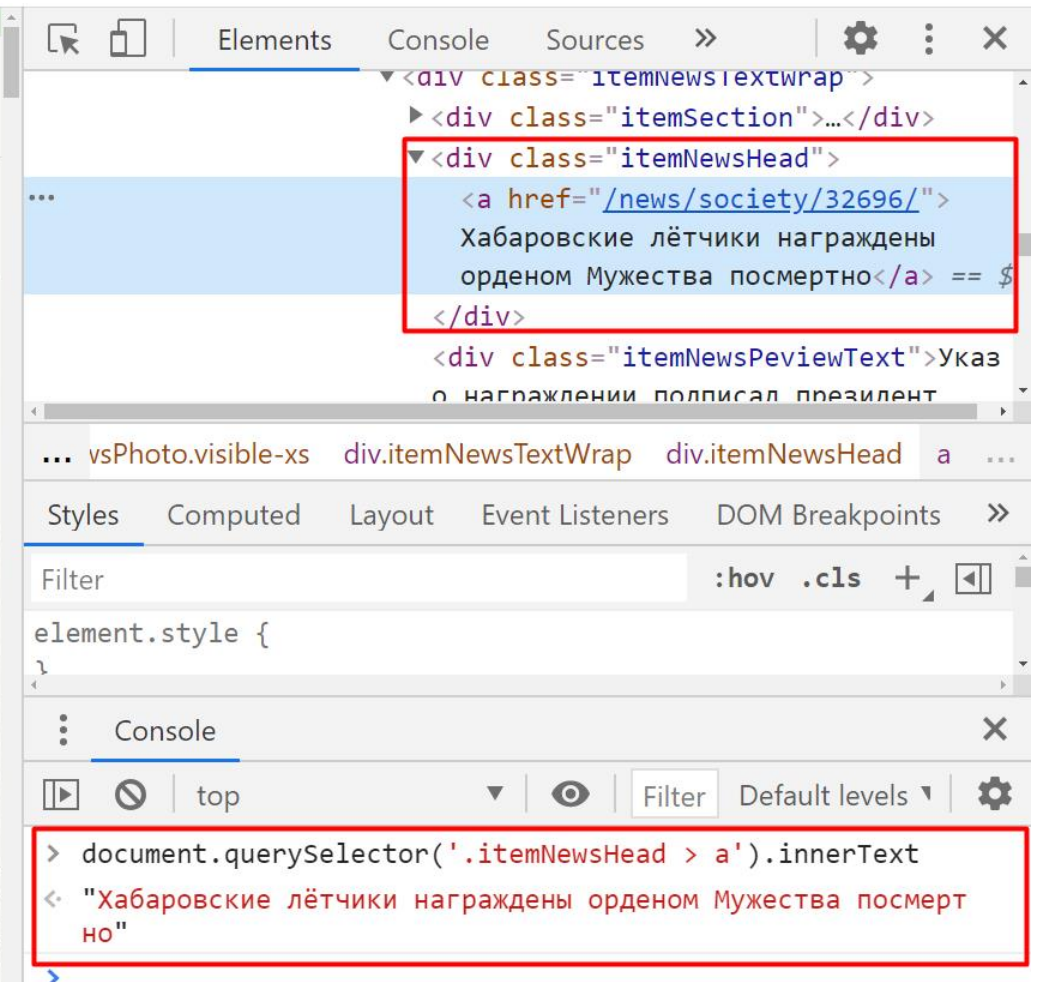 Elements Console Sources »
<div class="itemNewsTextWrap">
<div class="itemSection">…</div>
<div class="itemNewsHead">
<a href="/news/society/32696/">
Хабаровские лётчики награждены
орденом Мужества посмертно</a> == $
</div>
<div class="itemNewsPeviewText">Указ
о награждении подписал президент
... wsPhoto.visible-xs div.itemNewsTextWrap div.itemNewsHead a ...
Styles Computed Layout Event Listeners DOM Breakpoints »
Filter :hov .cls +
element.style {
}
Console
top Filter Default levels
> document.querySelector('.itemNewsHead > a').innerText
"Хабаровские лётчики награждены орденом Мужества посмерт
но"
>